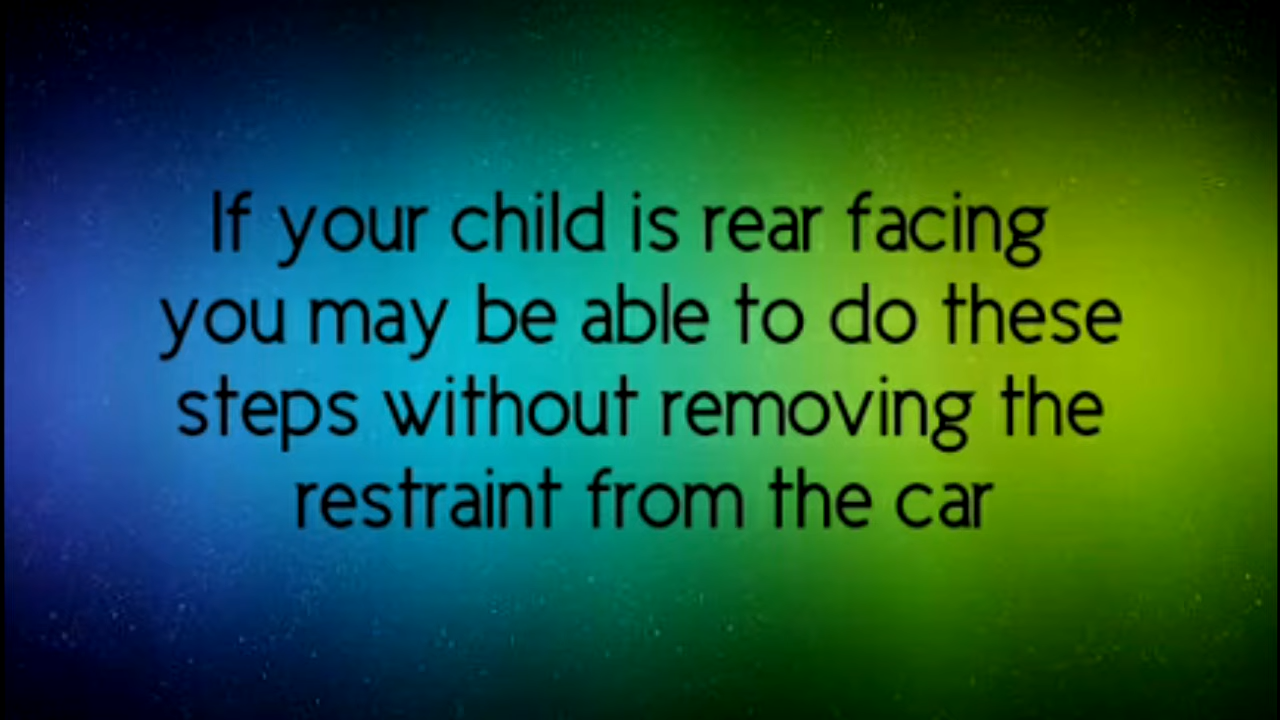 If your child is rear facing
you may be able to do these
steps without removing the
restraint from the car